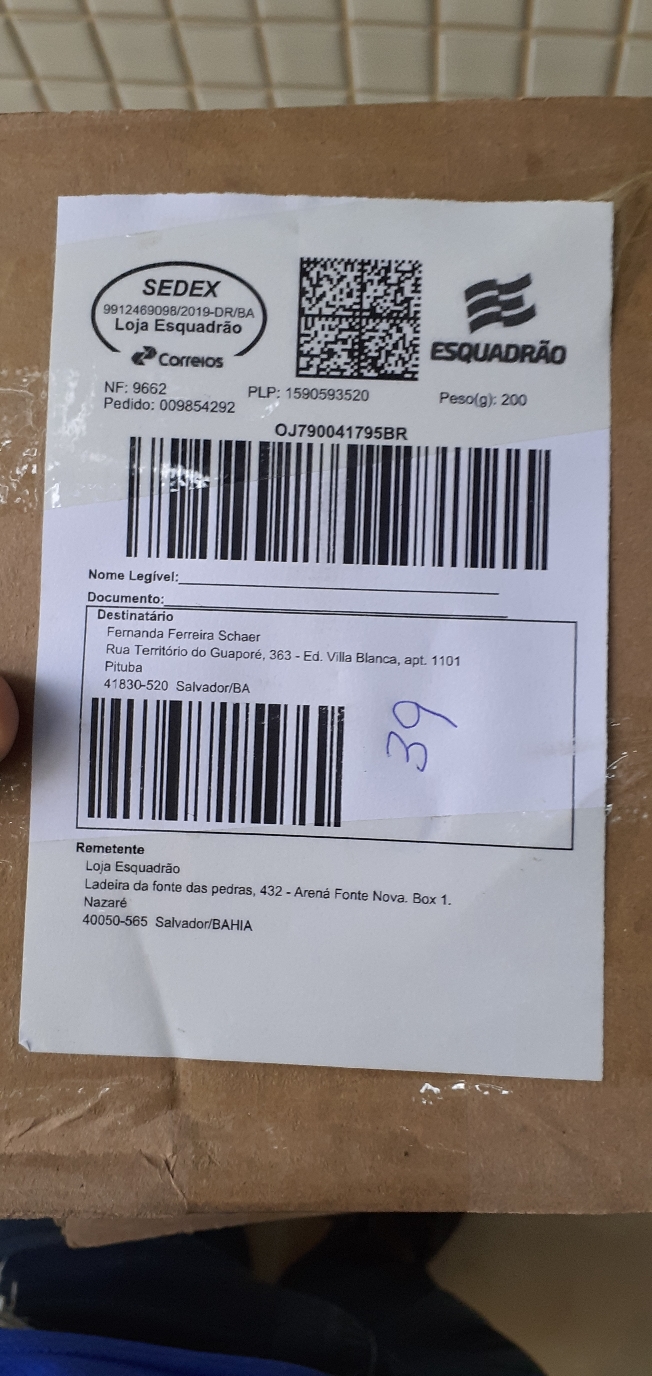 SEDEX
9912469098/2019-DR/BA
Loja Esquadrão
Correios
ESQUADRÃO
NF: 9662 PLP: 1590593520 Peso(g): 200
Pedido: 009854292
OJ790041795BR
Nome Legível:
Documento:
Destinatário
Fernanda Ferreira Schaer
Rua Território do Guaporé, 363 - Ed. Villa Blanca, apt. 1101
Pituba
41830-520 Salvador/BA
39
Remetente
Loja Esquadrão
Ladeira da fonte das pedras, 432 - Arená Fonte Nova. Box 1.
Nazaré
40050-565 Salvador/BAHIA